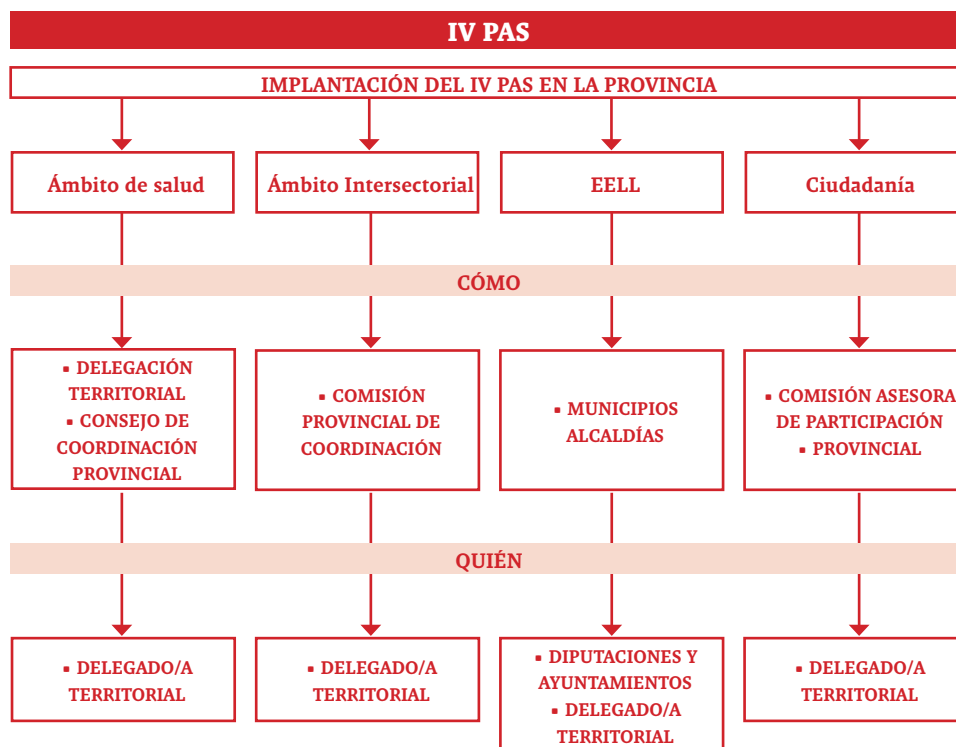 IV PAS
IMPLANTACIÓN DEL IV PAS EN LA PROVINCIA
Ámbito de salud
Ámbito Intersectorial
EELL
Ciudadanía
CÓMO
▪ DELEGACIÓN
TERRITORIAL
▪ CONSEJO DE
COORDINACIÓN
PROVINCIAL
▪ COMISIÓN
PROVINCIAL DE
COORDINACIÓN
▪ MUNICIPIOS
ALCALDÍAS
▪ COMISIÓN ASESORA
DE PARTICIPACIÓN
▪ PROVINCIAL
QUIÉN
▪ DELEGADO/A
TERRITORIAL
▪ DELEGADO/A
TERRITORIAL
▪ DIPUTACIONES Y
AYUNTAMIENTOS
▪ DELEGADO/A
TERRITORIAL
▪ DELEGADO/A
TERRITORIAL